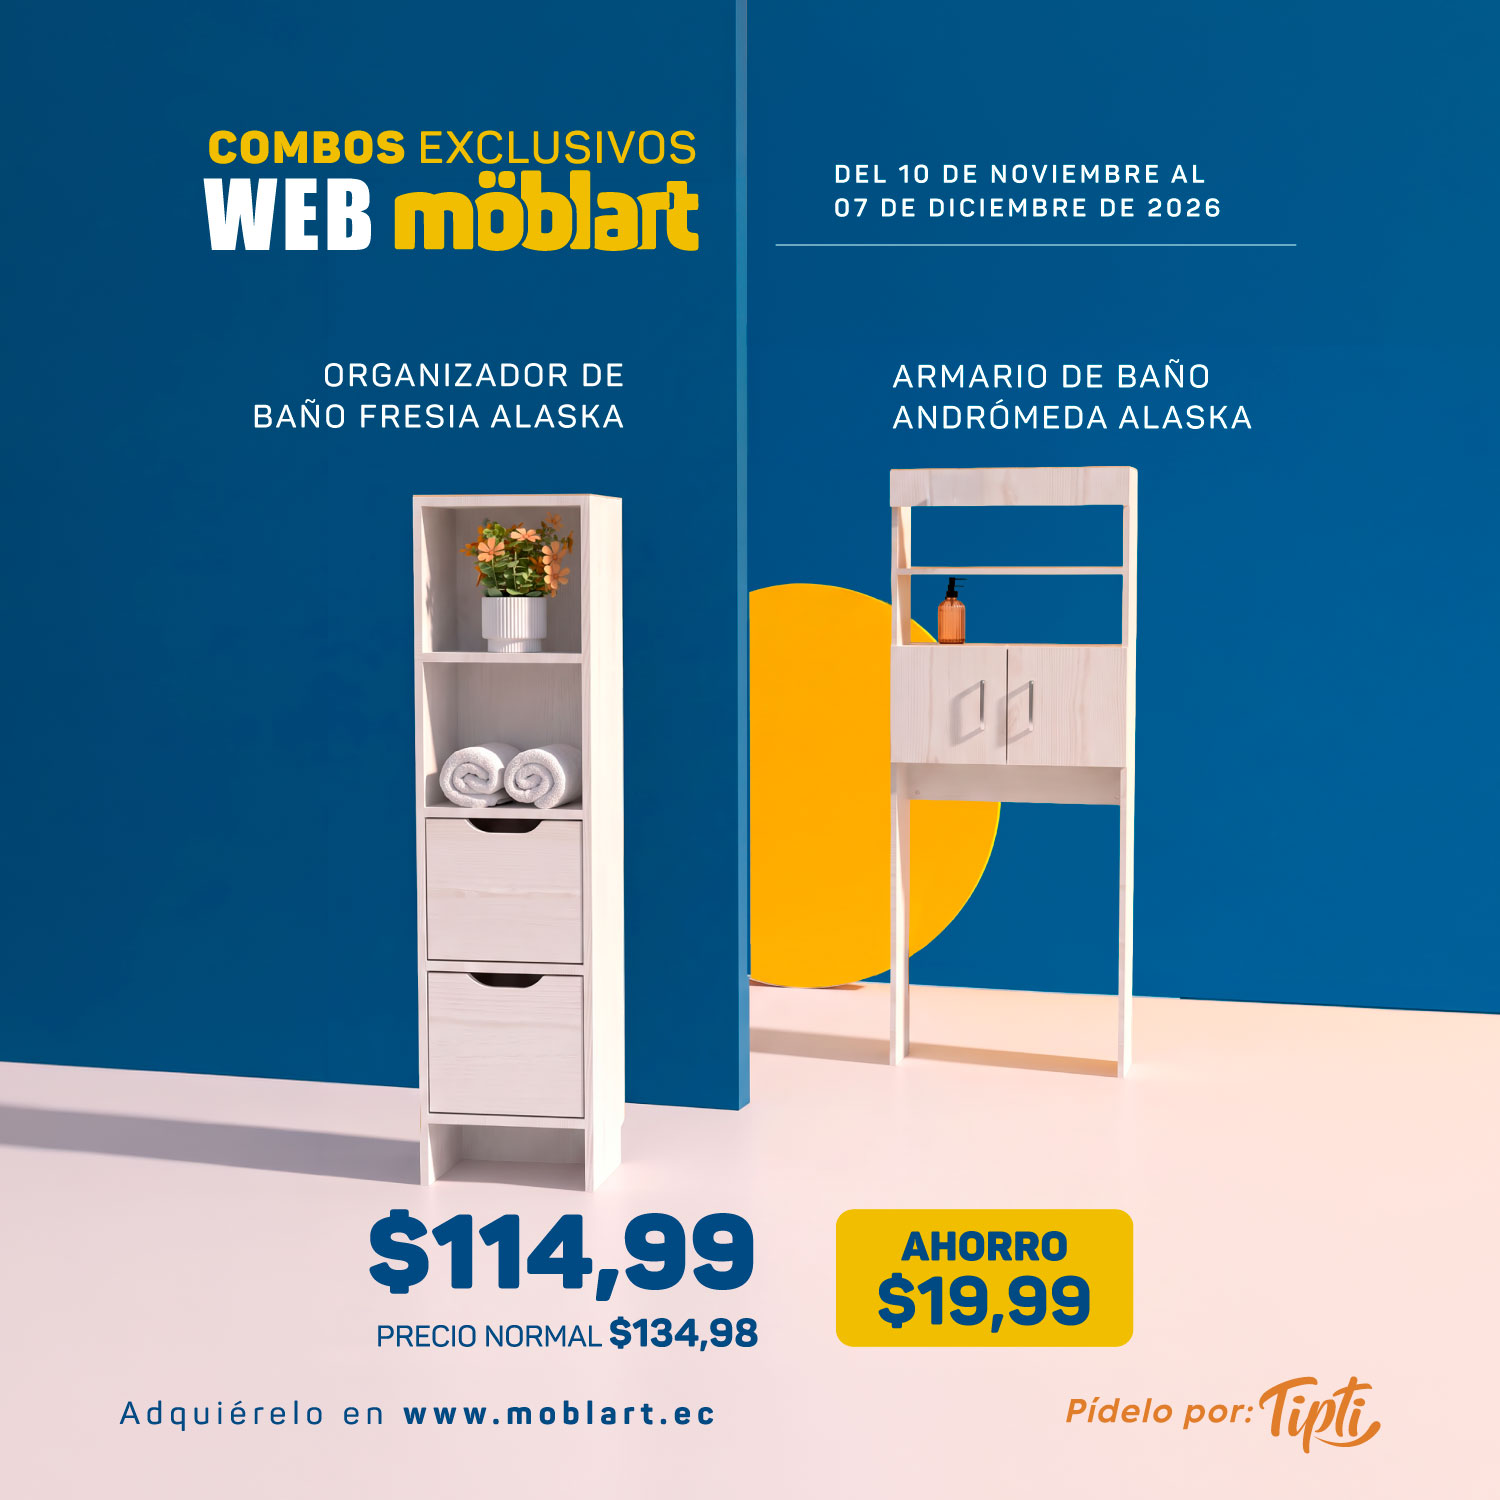 COMBOS EXCLUSIVOS
WEB möblart
DEL 10 DE NOVIEMBRE AL
07 DE DICIEMBRE DE 2026
ORGANIZADOR DE
BAÑO FRESIA ALASKA
ARMARIO DE BAÑO
ANDRÓMEDA ALASKA
$114,99
PRECIO NORMAL $134,98
AHORRO
$19,99
Adquiérelo en www.moblart.ec
Pídelo por: Tipti